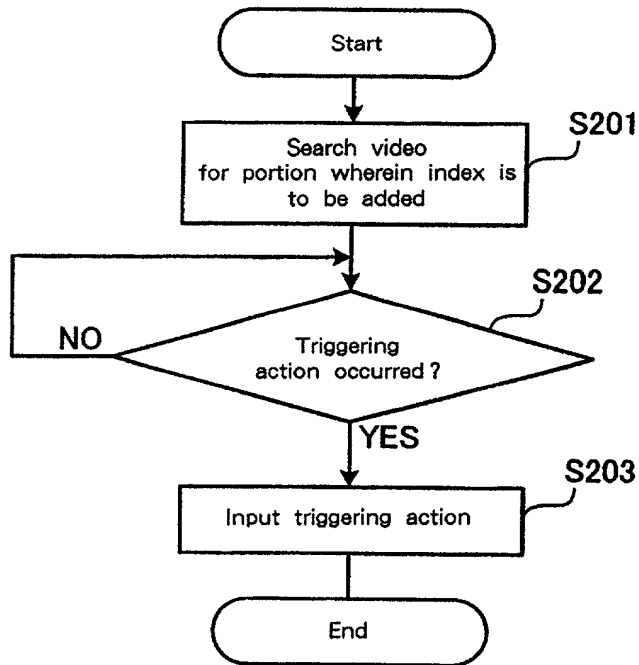 Start
S201
Search video
for portion wherein index is
to be added
S202
NO
Triggering
action occurred?
YES
S203
Input triggering action
End